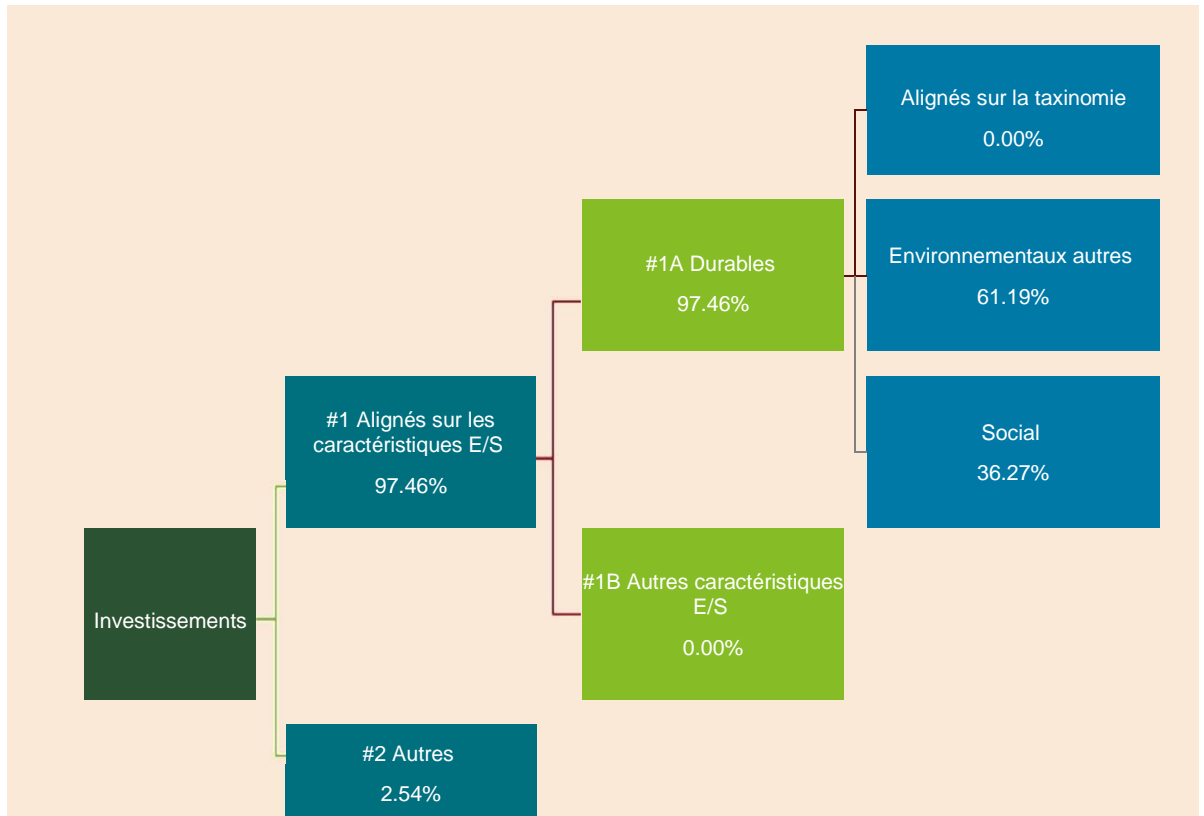 Alignés sur la taxinomie
0.00%
#1A Durables
97.46%
Environnementaux autres
61.19%
#1 Alignés sur les
caractéristiques E/S
97.46%
Social
36.27%
Investissements
#1B Autres caractéristiques
E/S
0.00%
#2 Autres
2.54%